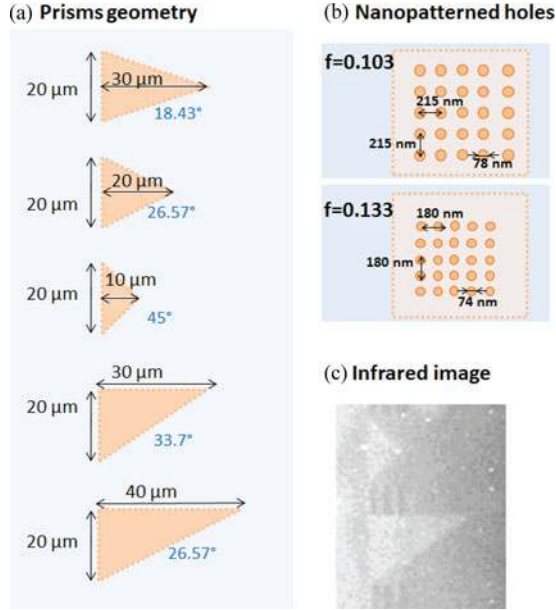 (a) Prisms geometry
20 µm
30 µm
18.43°
20 µm
20 µm
26.57°
20 µm
10 µm
45°
30 µm
20 µm
33.7°
40 µm
20 µm
26.57°
(b) Nanopatterned holes
f=0.103
215 nm
215 nm
78 nm
f=0.133
180 nm
180 nm
74 nm
(c) Infrared image